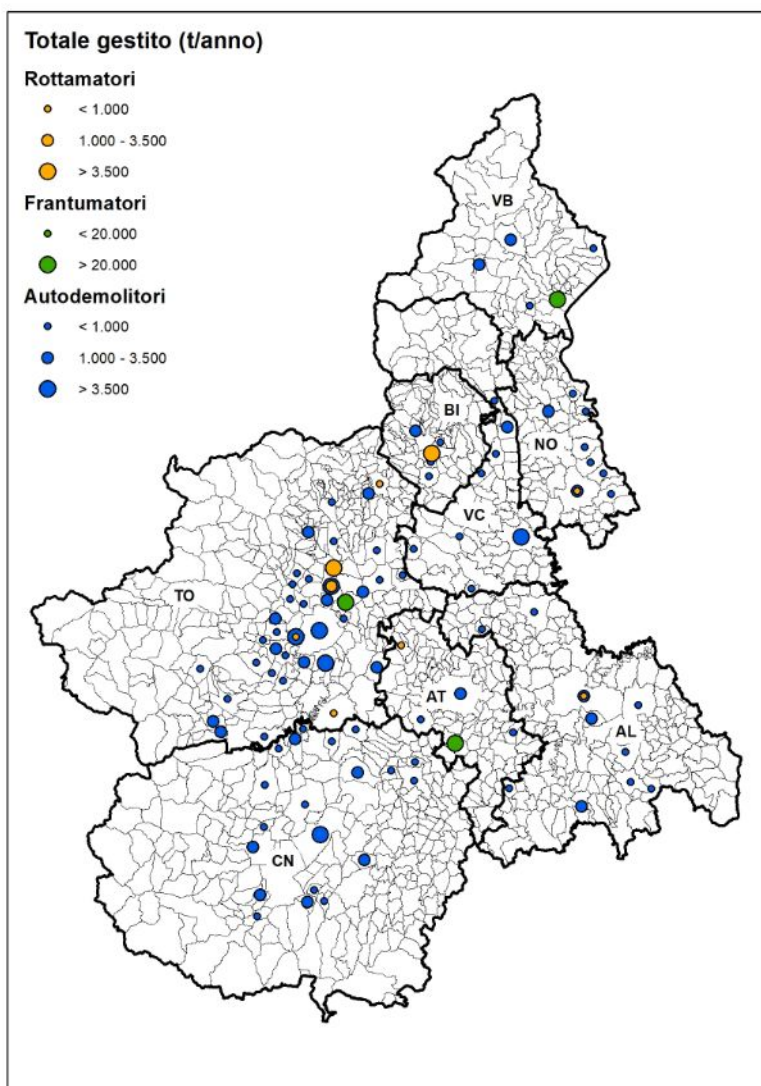 Totale gestito (t/anno)
Rottamatori
< 1.000
1.000 - 3.500
> 3.500
Frantumatori
< 20.000
> 20.000
Autodemolitori
< 1.000
1.000 - 3.500
> 3.500
VB
BI
NO
VC
TO
AT
AL
CN